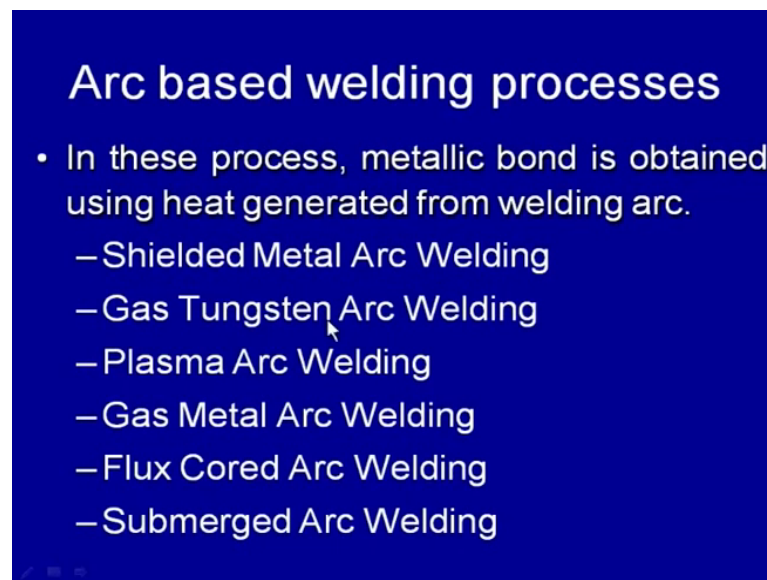 Arc based welding processes
• In these process, metallic bond is obtained
using heat generated from welding arc.
–Shielded Metal Arc Welding
–Gas Tungsten Arc Welding
–Plasma Arc Welding
–Gas Metal Arc Welding
–Flux Cored Arc Welding
–Submerged Arc Welding